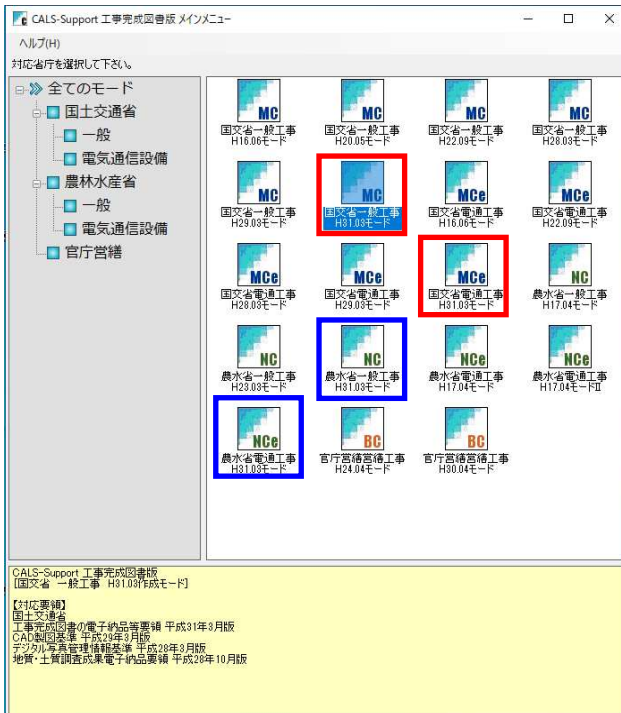 CALS-Support 工事完成図書版 メインメニュー
ヘルプ(H)
対応省庁を選択して下さい。
全てのモード
国土交通省
一般
電気通信設備
農林水産省
一般
電気通信設備
官庁営繕
MC
国交省一般工事
H16.06モード
MC
国交省一般工事
H20.05モード
MC
国交省一般工事
H22.09モード
MC
国交省一般工事
H28.03モード
MC
国交省一般工事
H29.03モード
MC
国交省一般工事
H31.03モード
MCe
国交省電通工事
H16.06モード
MCe
国交省電通工事
H22.09モード
MCe
国交省電通工事
H28.03モード
MCe
国交省電通工事
H29.03モード
MCe
国交省電通工事
H31.03モード
NC
農水省一般工事
H17.04モード
NC
農水省一般工事
H23.03モード
NC
農水省一般工事
H31.03モード
NCe
農水省電通工事
H17.04モード
NCe
農水省電通工事
H17.04モードII
NCe
農水省電通工事
H31.03モード
BC
官庁営繕営繕工事
H24.04モード
BC
官庁営繕営繕工事
H30.04モード
CALS-Support 工事完成図書版
[国交省 一般工事 H31.03作成モード]
【対応要領】
国土交通省
工事完成図書の電子納品等要領 平成31年3月版
CAD製図基準 平成29年3月版
デジタル写真管理情報基準 平成28年3月版
地質・土質調査成果電子納品要領 平成28年10月版